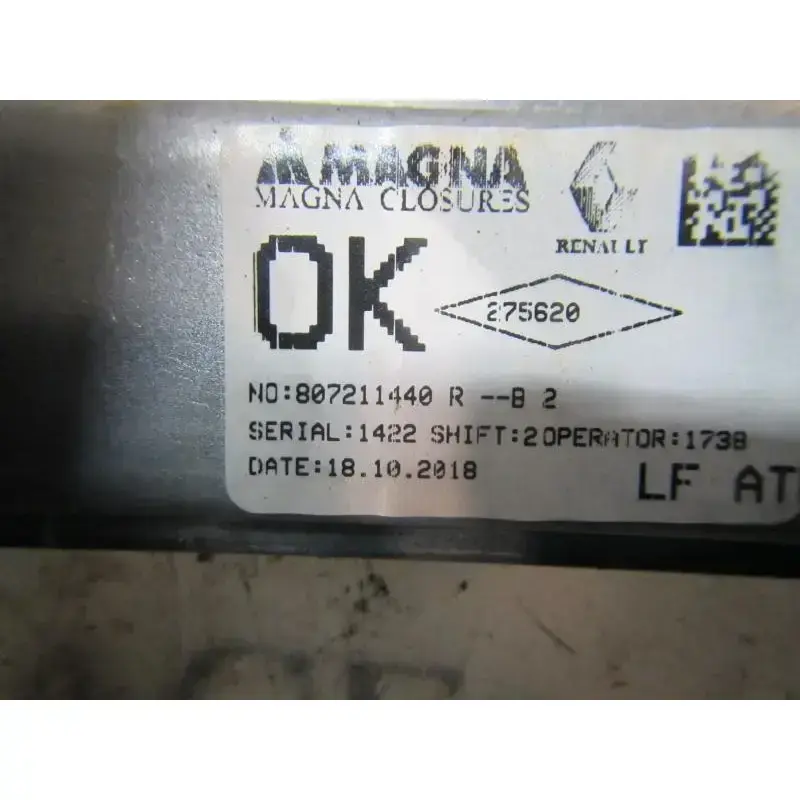 MAGNA
MAGNA CLOSURES
RENAULT
OK
275620
NO:807211440 R --B 2
SERIAL:1422 SHIFT:2OPERATOR:1738
DATE:18.10.2018
LF AT